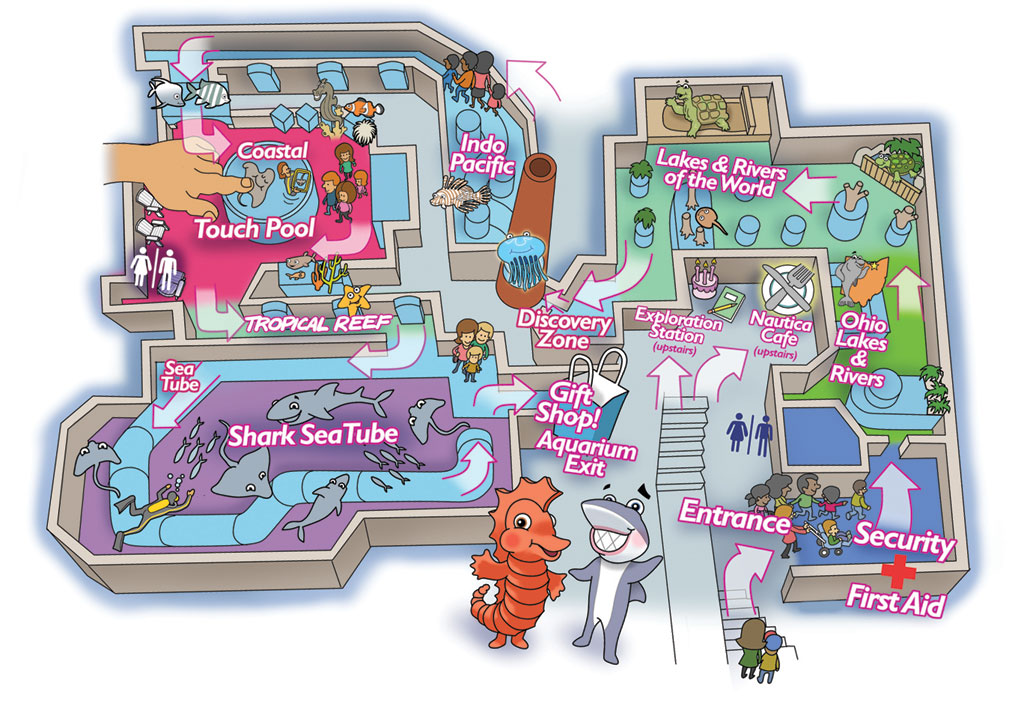 Coastal
Touch Pool
Indo
Pacific
Lakes & Rivers
of the World
TROPICAL REEF
Discovery
Zone
Exploration
Station
(upstairs)
Nautica
Cafe
(upstairs)
Ohio
Lakes
&
Rivers
Sea
Tube
Shark SeaTube
Gift
Shop!
Aquarium
Exit
Entrance
Security
First Aid